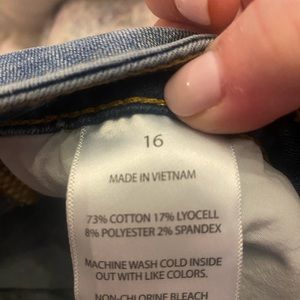 16
MADE IN VIETNAM
73% COTTON 17% LYOCELL
8% POLYESTER 2% SPANDEX
MACHINE WASH COLD INSIDE
OUT WITH LIKE COLORS.
NON-CHLORINE BLEACH